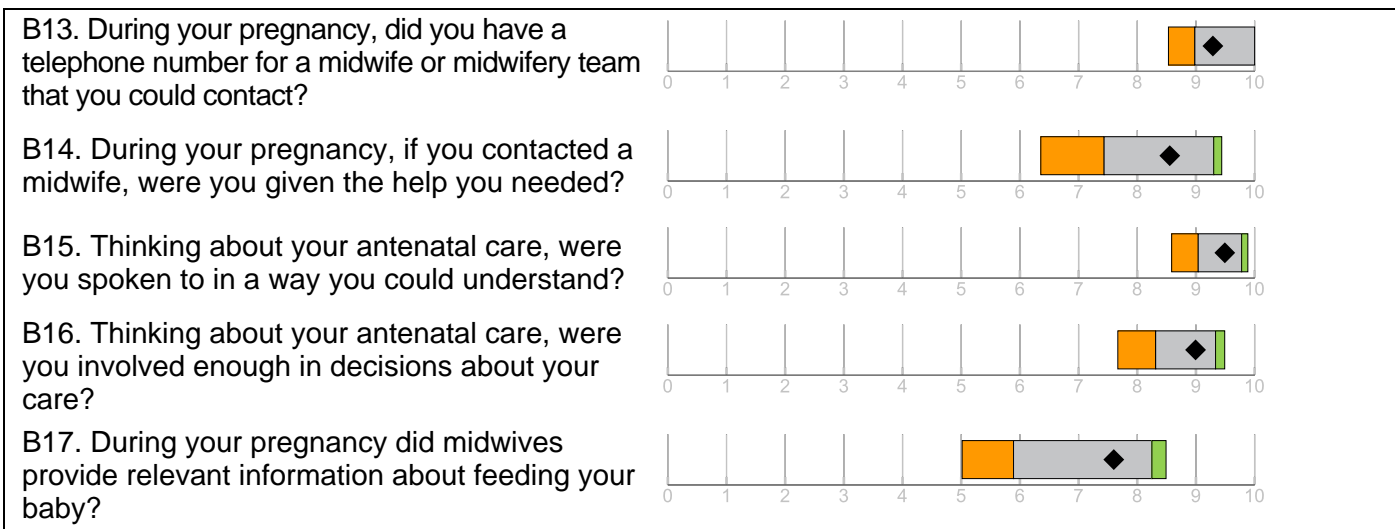 B13. During your pregnancy, did you have a
telephone number for a midwife or midwifery team
that you could contact?
0 1 2 3 4 5 6 7 8 9 10
B14. During your pregnancy, if you contacted a
midwife, were you given the help you needed?
0 1 2 3 4 5 6 7 8 9 10
B15. Thinking about your antenatal care, were
you spoken to in a way you could understand?
0 1 2 3 4 5 6 7 8 9 10
B16. Thinking about your antenatal care, were
you involved enough in decisions about your
care?
0 1 2 3 4 5 6 7 8 9 10
B17. During your pregnancy did midwives
provide relevant information about feeding your
baby?
0 1 2 3 4 5 6 7 8 9 10